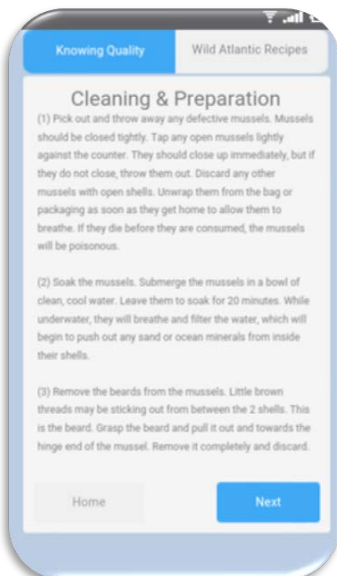 Knowing Quality
Wild Atlantic Recipes
Cleaning & Preparation
(1) Pick out and throw away any defective mussels. Mussels
should be closed tightly. Tap any open mussels lightly
against the counter. They should close up immediately, but if
they do not close, throw them out. Discard any other
mussels with open shells. Unwrap them from the bag or
packaging as soon as they get home to allow them to
breathe. If they die before they are consumed, the mussels
will be poisonous.
(2) Soak the mussels. Submerge the mussels in a bowl of
clean, cool water. Leave them to soak for 20 minutes. While
underwater, they will breathe and filter the water, which will
begin to push out any sand or ocean minerals from inside
their shells.
(3) Remove the beards from the mussels. Little brown
threads may be sticking out from between the 2 shells. This
is the beard. Grasp the beard and pull it out and towards the
hinge end of the mussel. Remove it completely and discard.
Home
Next